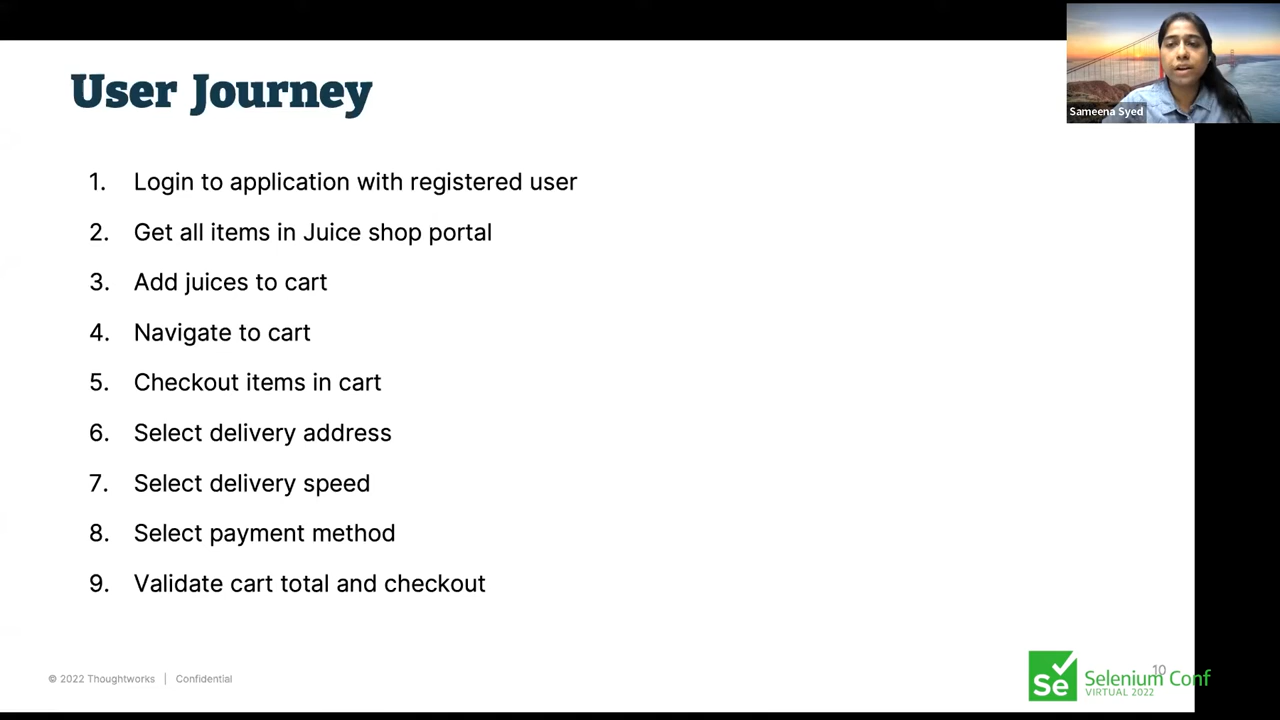 User Journey
Sameena Syed
1. Login to application with registered user
2. Get all items in Juice shop portal
3. Add juices to cart
4. Navigate to cart
5. Checkout items in cart
6. Select delivery address
7. Select delivery speed
8. Select payment method
9. Validate cart total and checkout
© 2022 Thoughtworks | Confidential
10
Se Selenium Conf
VIRTUAL 2022